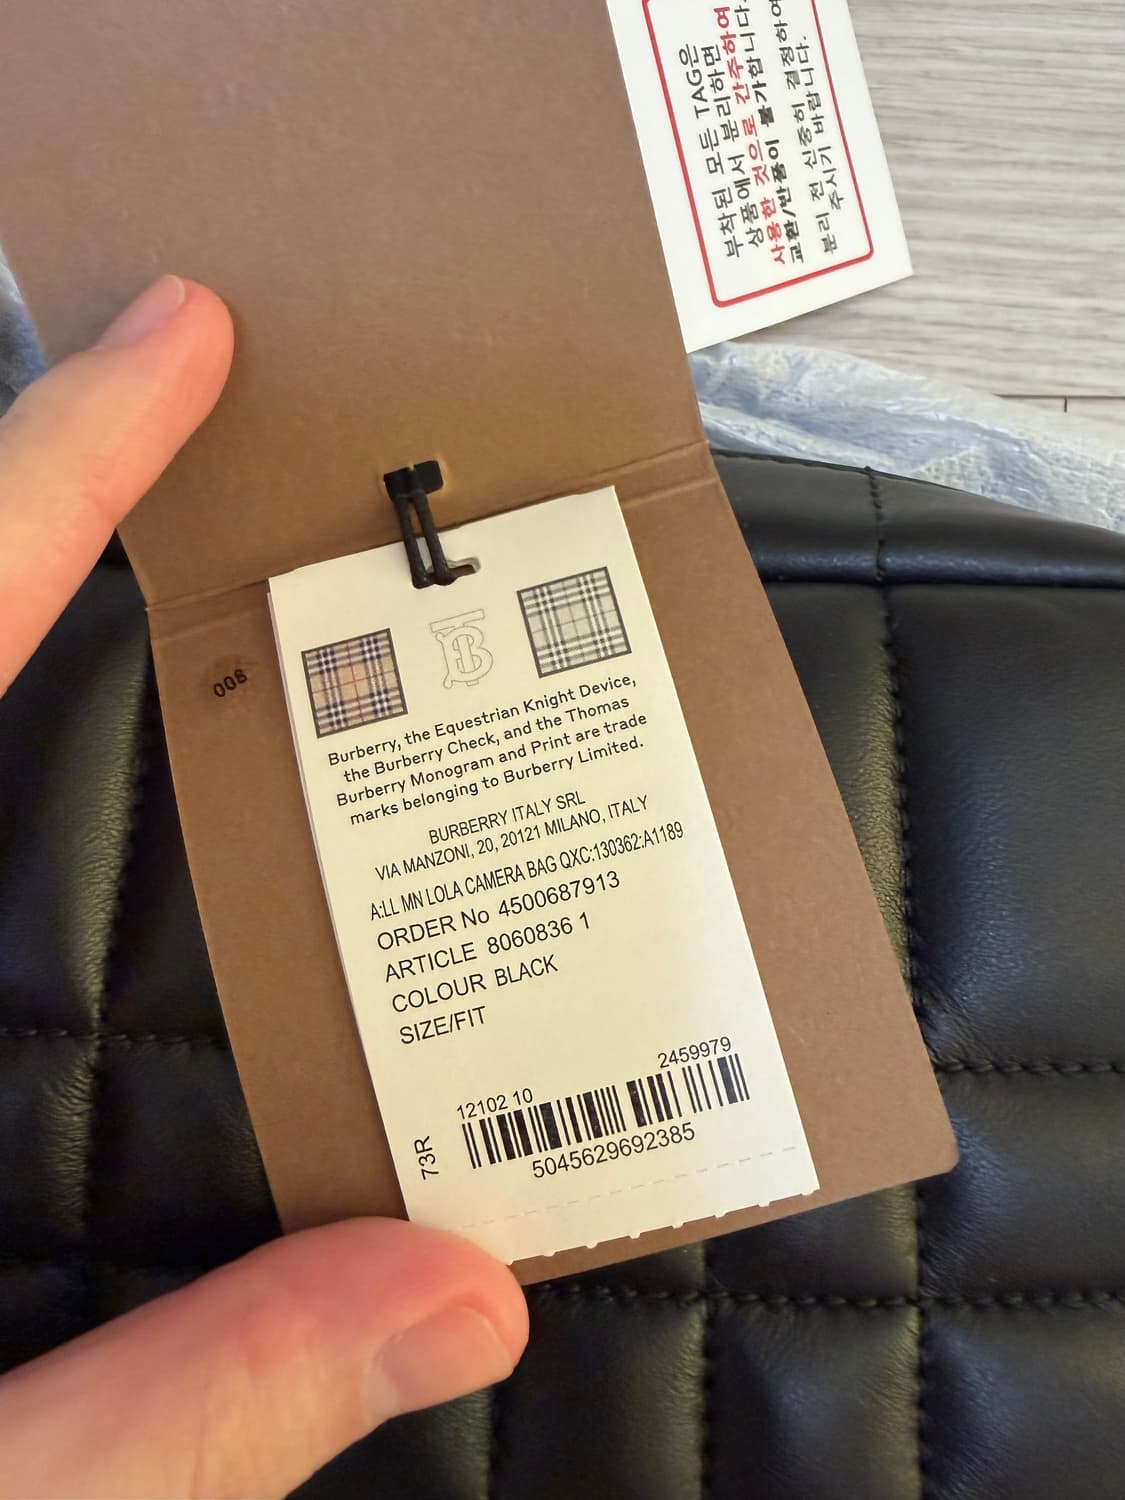 부착된 모든 TAG은
상품에서 분리하면
사용한 것으로 간주하여
교환/반품이 불가합니다.
분리 전 신중히 결정하여
주시기 바랍니다.
008
Burberry, the Equestrian Knight Device,
the Burberry Check, and the Thomas
Burberry Monogram and Print are trade
marks belonging to Burberry Limited.
BURBERRY ITALY SRL
VIA MANZONI, 20, 20121 MILANO, ITALY
A:LL MN LOLA CAMERA BAG QXC:130362:A1189
ORDER No 4500687913
ARTICLE 8060836 1
COLOUR BLACK
SIZE/FIT
12102 10 2459979
73R
5045629692385